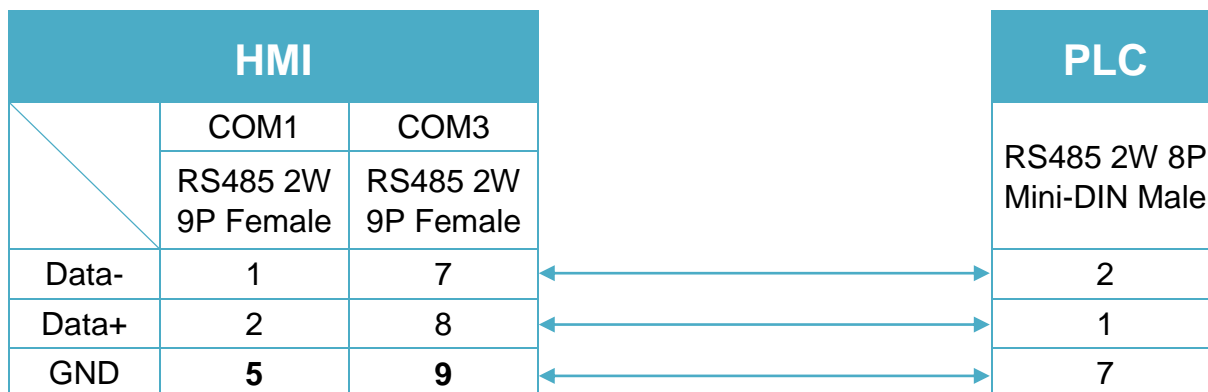 HMI PLC
COM1 COM3
RS485 2W 9P Female RS485 2W 9P Female RS485 2W 8P Mini-DIN Male
Data- 1 7 2
Data+ 2 8 1
GND 5 9 7